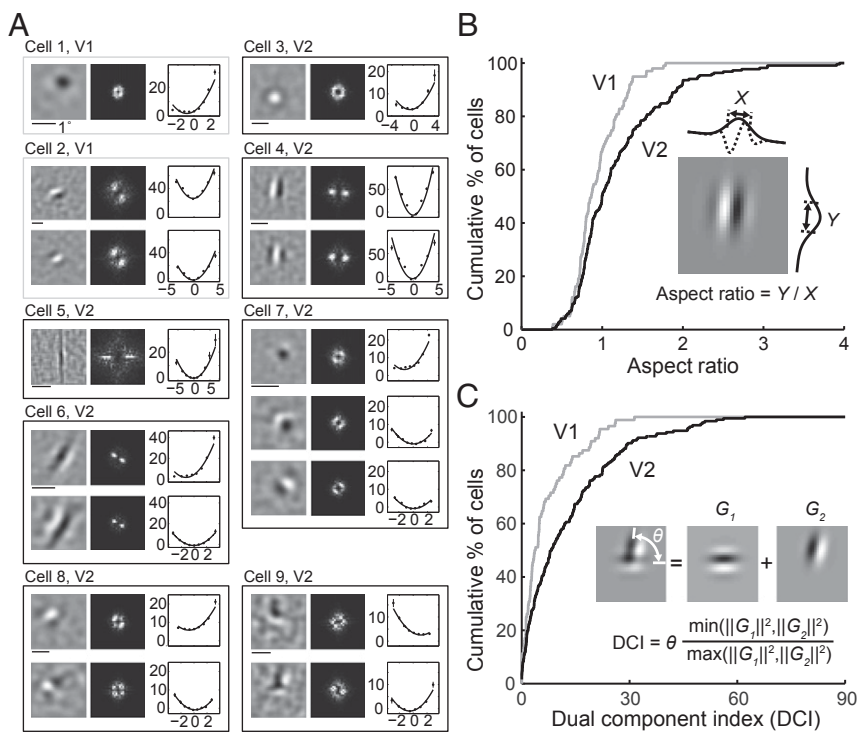 A
B
C
Cell 1, V1
1°
20
0
−2 0 2
Cell 3, V2
20
10
0
−4 0 4
Cell 2, V1
40
0
40
20
0
−5 0 5
Cell 4, V2
50
0
50
0
−5 0 5
Cell 5, V2
20
0
−5 0 5
Cell 6, V2
40
20
0
40
20
0
−2 0 2
Cell 7, V2
20
10
0
20
10
0
20
10
0
−2 0 2
Cell 8, V2
20
10
0
20
10
0
−2 0 2
Cell 9, V2
10
0
10
0
−2 0 2
Cumulative % of cells
100
80
60
40
20
0
V1
V2
X
Y
Aspect ratio = Y / X
0 1 2 3 4
Aspect ratio
Cumulative % of cells
100
80
60
40
20
0
V1
V2
G1
G2
θ
=
+
DCI = θ min(||G1||²,||G2||²)
max(||G1||²,||G2||²)
0 30 60 90
Dual component index (DCI)